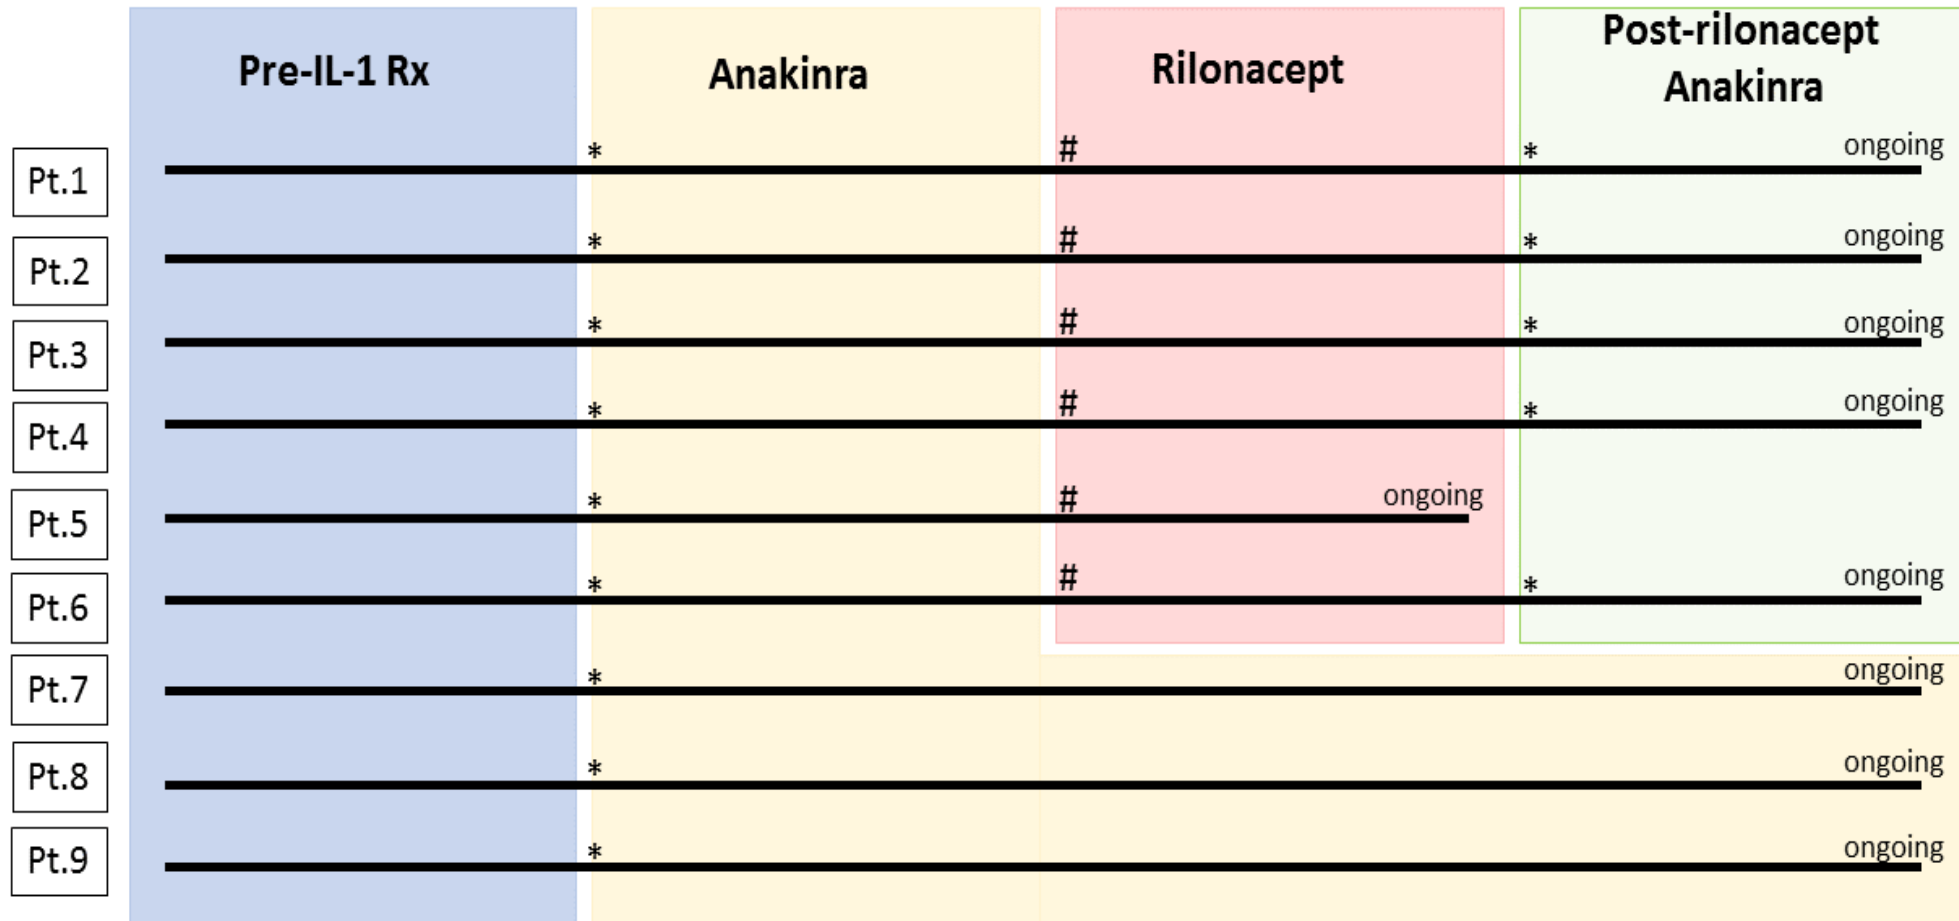 Pre-IL-1 Rx
Anakinra
Rilonacept
Post-rilonacept
Anakinra
Pt.1
*
#
*
ongoing
Pt.2
*
#
*
ongoing
Pt.3
*
#
*
ongoing
Pt.4
*
#
*
ongoing
Pt.5
*
#
ongoing
Pt.6
*
#
*
ongoing
Pt.7
*
ongoing
Pt.8
*
ongoing
Pt.9
*
ongoing